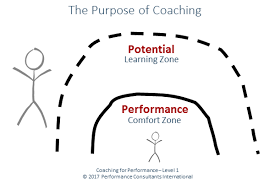 The Purpose of Coaching
Potential
Learning Zone
Performance
Comfort Zone
Coaching for Performance—Level 1
© 2017 Performance Consultants International